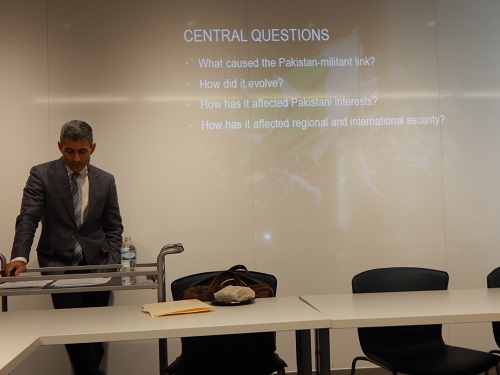 CENTRAL QUESTIONS
• What caused the Pakistan-militant link?
• How did it evolve?
• How has it affected Pakistani interests?
• How has it affected regional and international security?